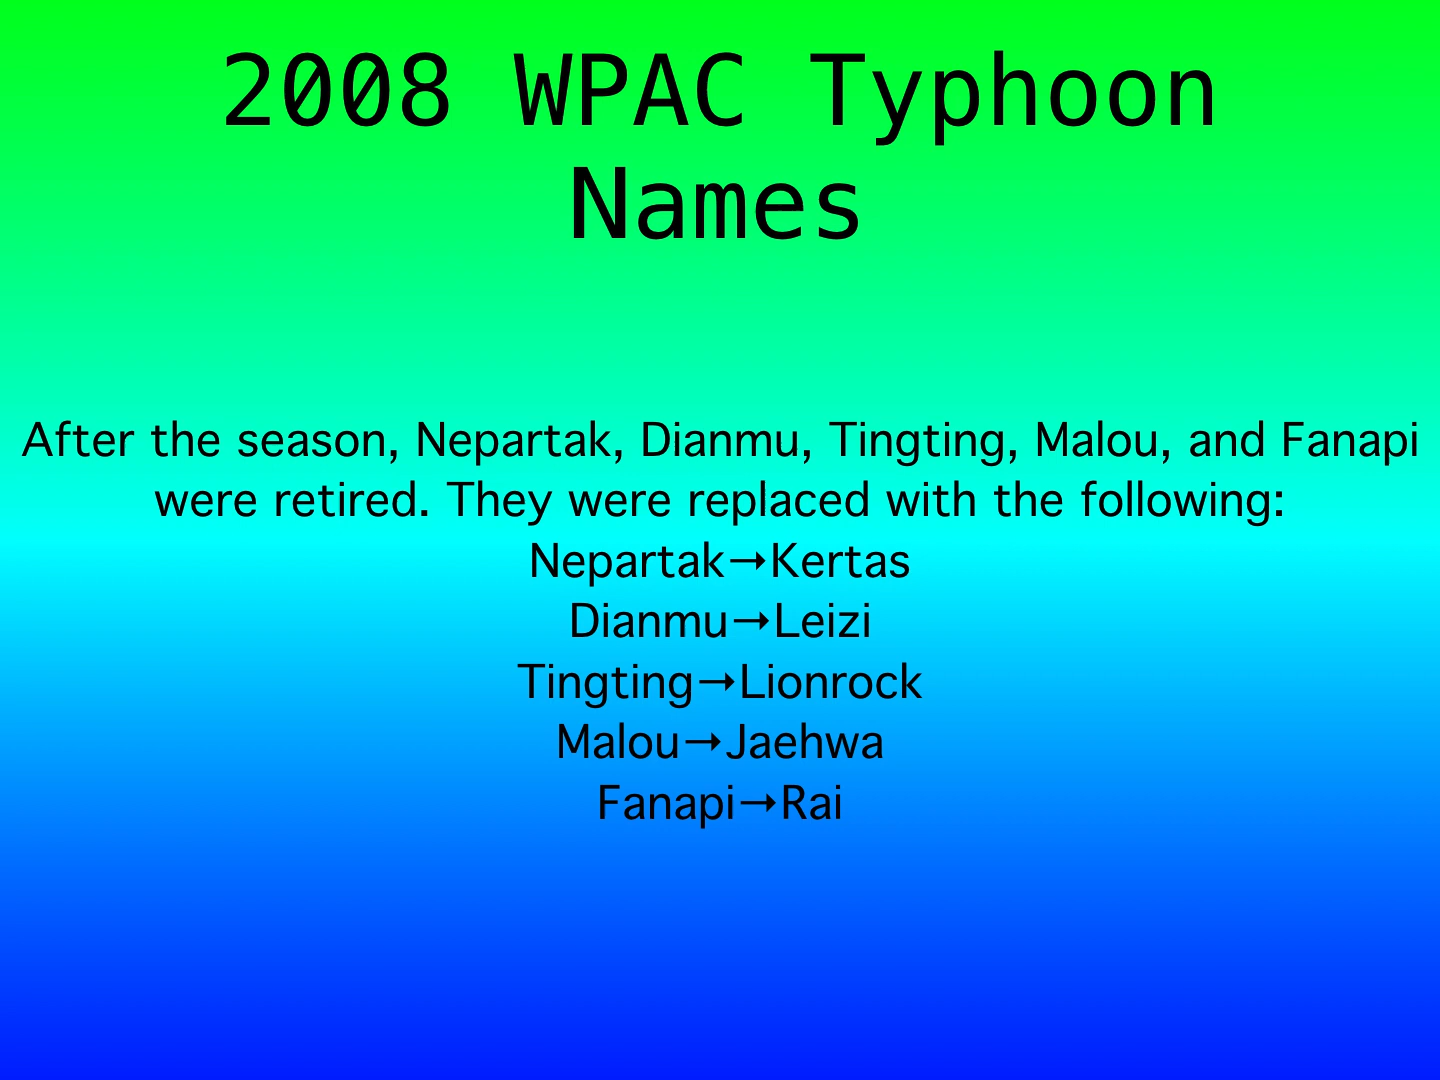 2008 WPAC Typhoon
Names
After the season, Nepartak, Dianmu, Tingting, Malou, and Fanapi
were retired. They were replaced with the following:
Nepartak→Kertas
Dianmu→Leizi
Tingting→Lionrock
Malou→Jaehwa
Fanapi→Rai